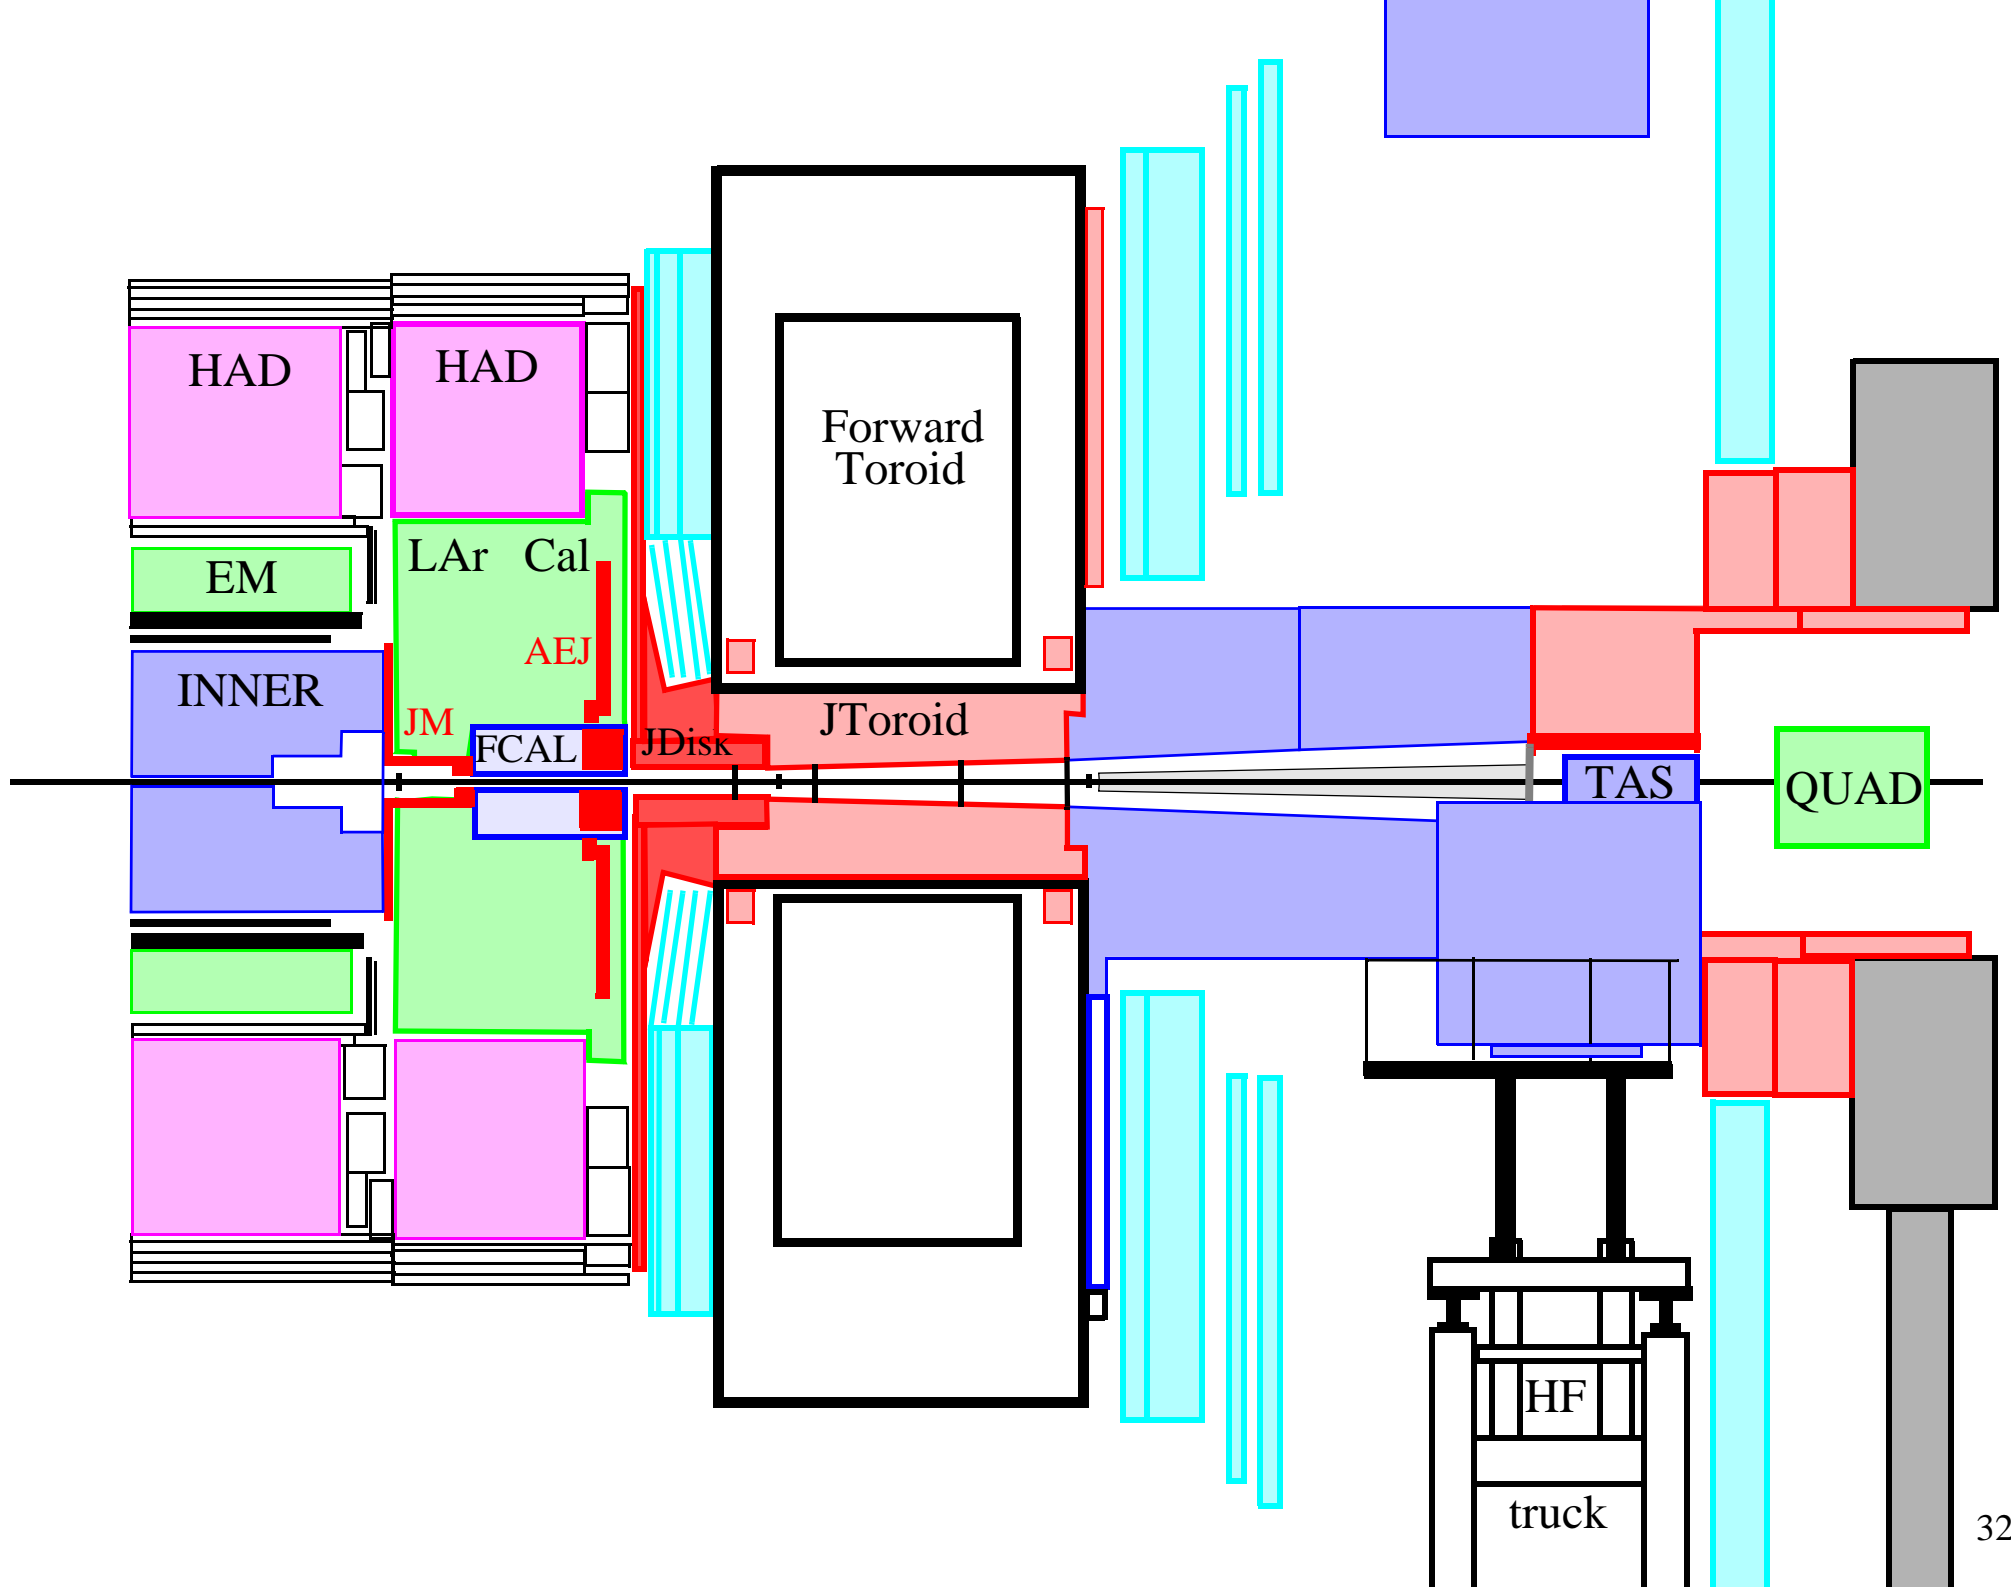 HAD
HAD
Forward
Toroid
LAr Cal
EM
AEJ
INNER
JM
FCAL
JDisk
JToroid
TAS
QUAD
HF
truck
32